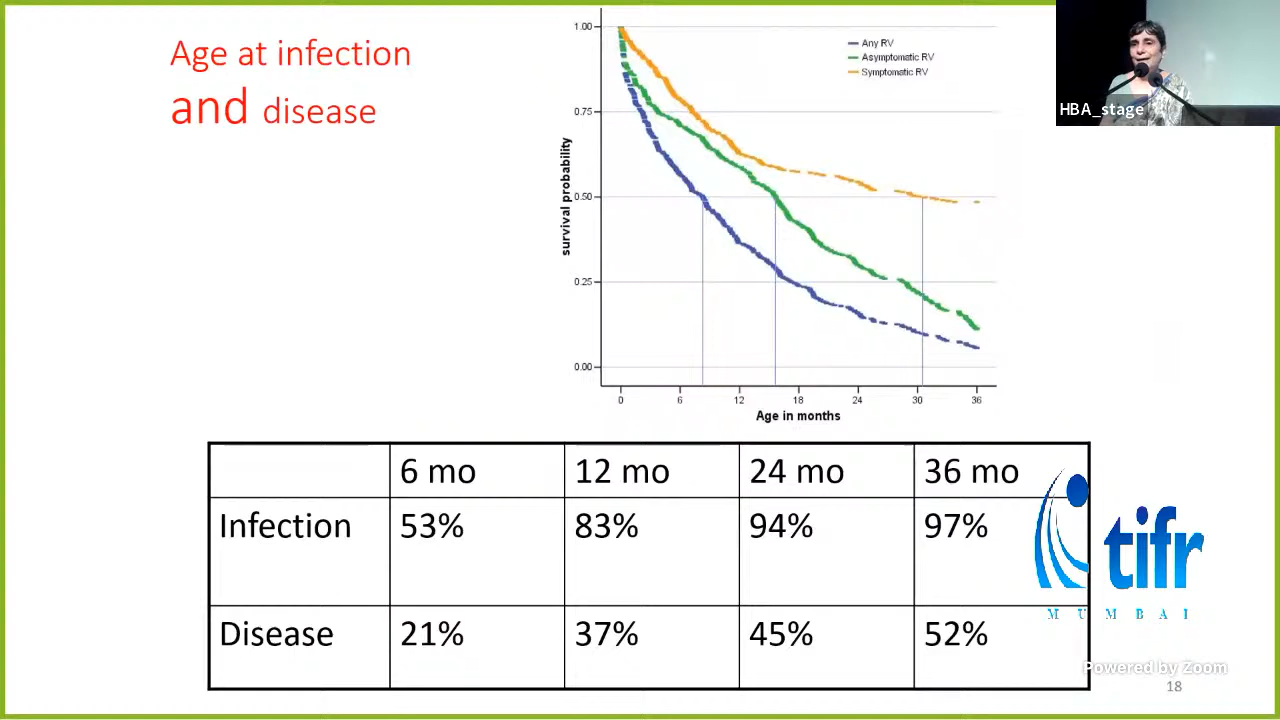 Age at infection
and disease
HBA_stage
1.00
0.75
0.50
0.25
0.00
survival probability
Any RV
Asymptomatic RV
Symptomatic RV
0 6 12 18 24 30 36
Age in months
6 mo 12 mo 24 mo 36 mo
Infection 53% 83% 94% 97%
Disease 21% 37% 45% 52%
tifr
MUMBAI
Powered by Zoom
18